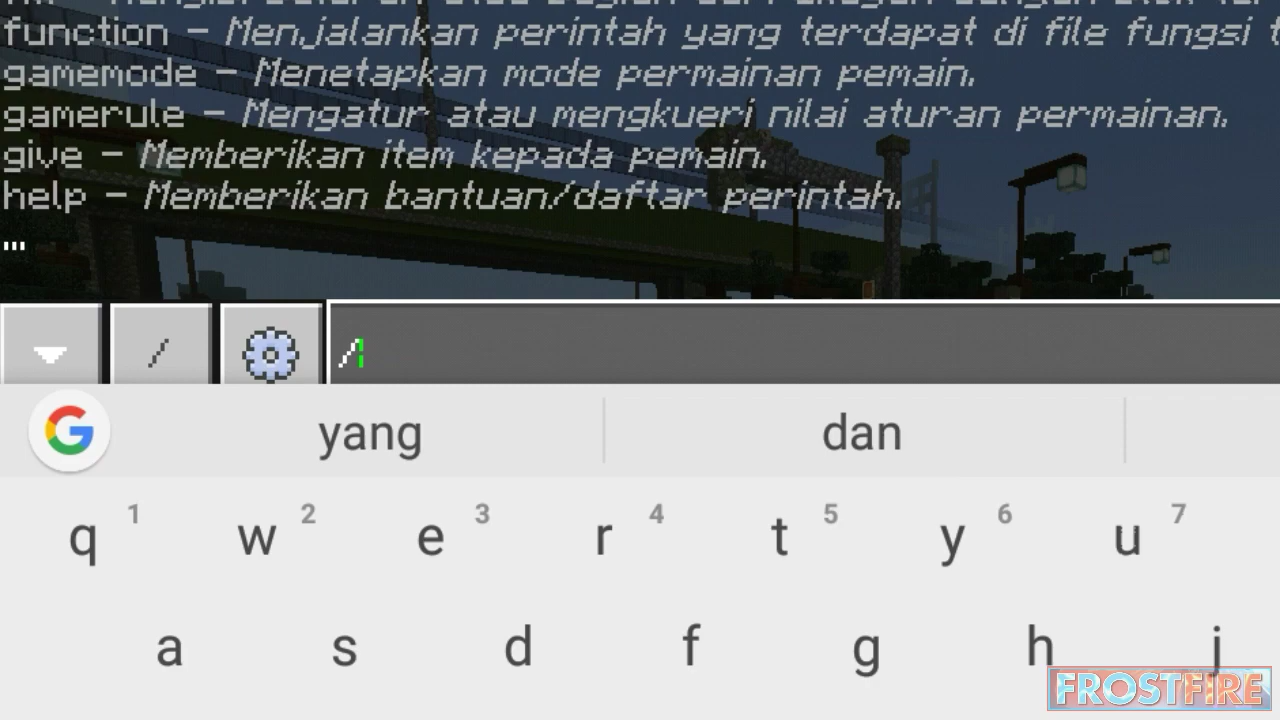 function – Menjalankan perintah yang terdapat di file fungsi
gamemode – Menetapkan mode permainan pemain.
gamerule – Mengatur atau mengkueri nilai aturan permainan.
give – Memberikan item kepada pemain.
help – Memberikan bantuan/daftar perintah.
...
/ /
yang dan
1 2 3 4 5 6 7
q w e r t y u
a s d f g h j
FROSTFIRE